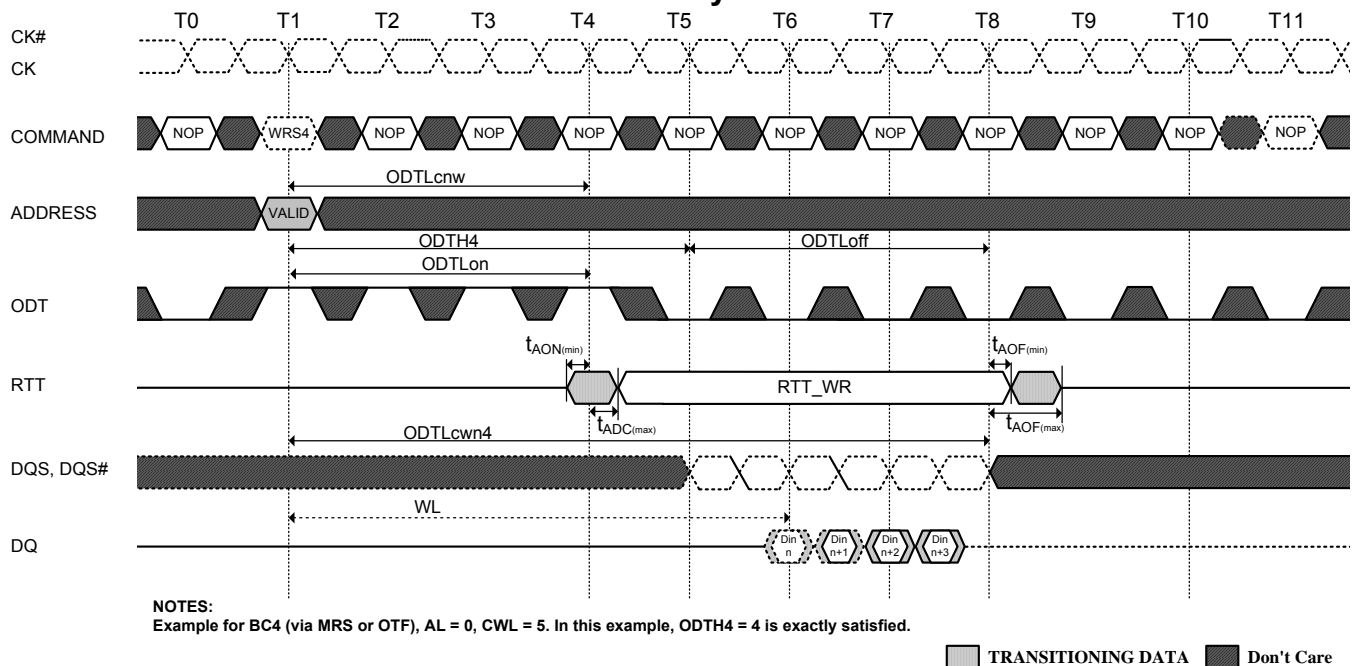 T0 T1 T2 T3 T4 T5 T6 T7 T8 T9 T10 T11
CK#
CK
COMMAND NOP WRS4 NOP NOP NOP NOP NOP NOP NOP NOP NOP NOP
ODTLcnw
ADDRESS VALID
ODTH4 ODTLoff
ODTLon
ODT
tAON(min) tAOF(min)
RTT RTT_WR
tADC(max) tAOF(max)
ODTLcwn4
DQS, DQS#
WL
DQ Din n Din n+1 Din n+2 Din n+3
NOTES:
Example for BC4 (via MRS or OTF), AL = 0, CWL = 5. In this example, ODTH4 = 4 is exactly satisfied.
TRANSITIONING DATA Don't Care